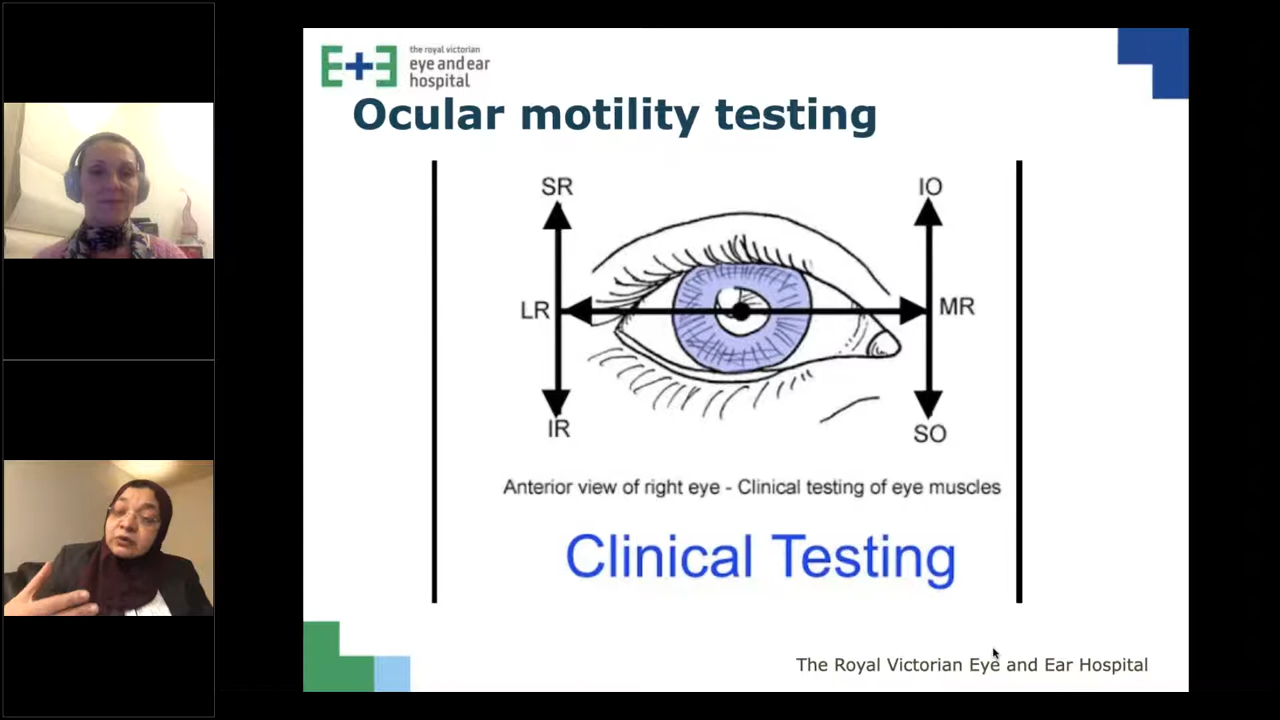 the royal victorian
eye and ear
hospital
Ocular motility testing
SR
IO
LR
MR
IR
SO
Anterior view of right eye - Clinical testing of eye muscles
Clinical Testing
The Royal Victorian Eye and Ear Hospital